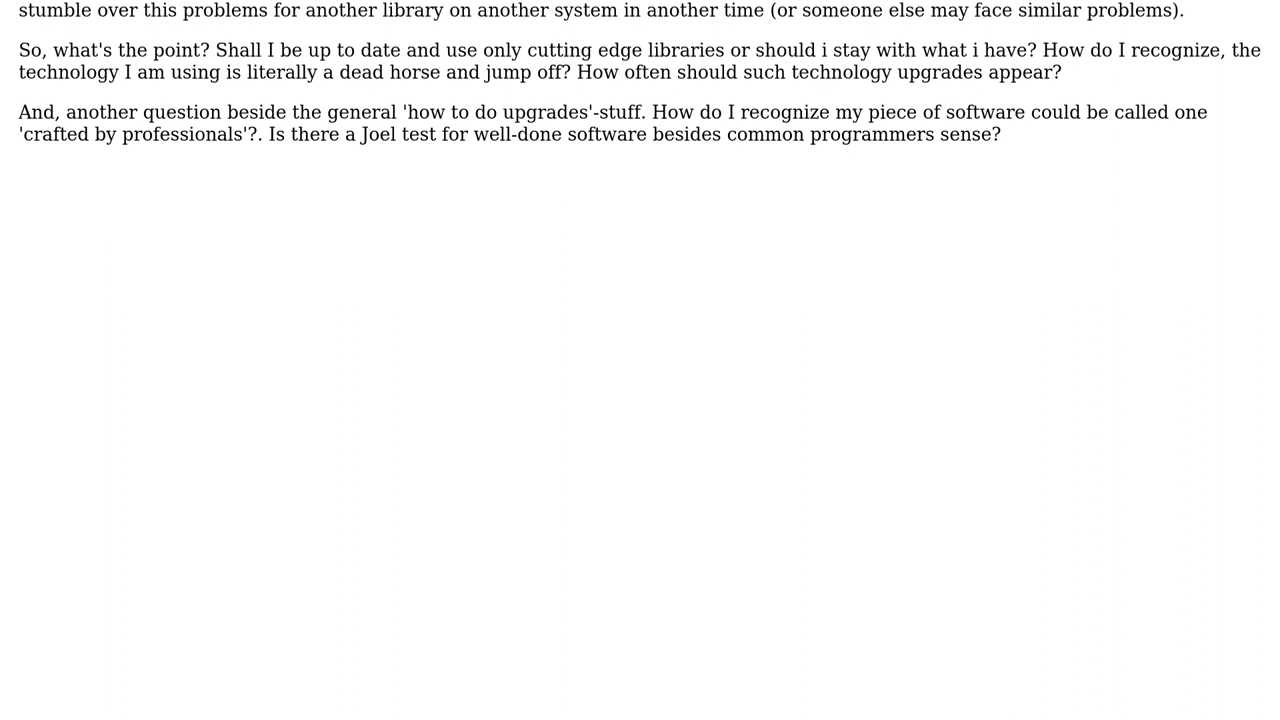 stumble over this problems for another library on another system in another time (or someone else may face similar problems).
So, what's the point? Shall I be up to date and use only cutting edge libraries or should i stay with what i have? How do I recognize, the
technology I am using is literally a dead horse and jump off? How often should such technology upgrades appear?
And, another question beside the general 'how to do upgrades'-stuff. How do I recognize my piece of software could be called one
'crafted by professionals'?. Is there a Joel test for well-done software besides common programmers sense?